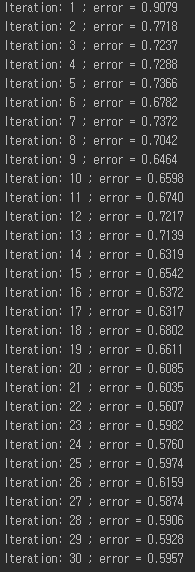 Iteration: 1 ; error = 0.9079
Iteration: 2 ; error = 0.7718
Iteration: 3 ; error = 0.7237
Iteration: 4 ; error = 0.7288
Iteration: 5 ; error = 0.7366
Iteration: 6 ; error = 0.6782
Iteration: 7 ; error = 0.7372
Iteration: 8 ; error = 0.7042
Iteration: 9 ; error = 0.6464
Iteration: 10 ; error = 0.6598
Iteration: 11 ; error = 0.6740
Iteration: 12 ; error = 0.7217
Iteration: 13 ; error = 0.7139
Iteration: 14 ; error = 0.6319
Iteration: 15 ; error = 0.6542
Iteration: 16 ; error = 0.6372
Iteration: 17 ; error = 0.6317
Iteration: 18 ; error = 0.6802
Iteration: 19 ; error = 0.6611
Iteration: 20 ; error = 0.6085
Iteration: 21 ; error = 0.6035
Iteration: 22 ; error = 0.5607
Iteration: 23 ; error = 0.5982
Iteration: 24 ; error = 0.5760
Iteration: 25 ; error = 0.5974
Iteration: 26 ; error = 0.6159
Iteration: 27 ; error = 0.5874
Iteration: 28 ; error = 0.5906
Iteration: 29 ; error = 0.5928
Iteration: 30 ; error = 0.5957